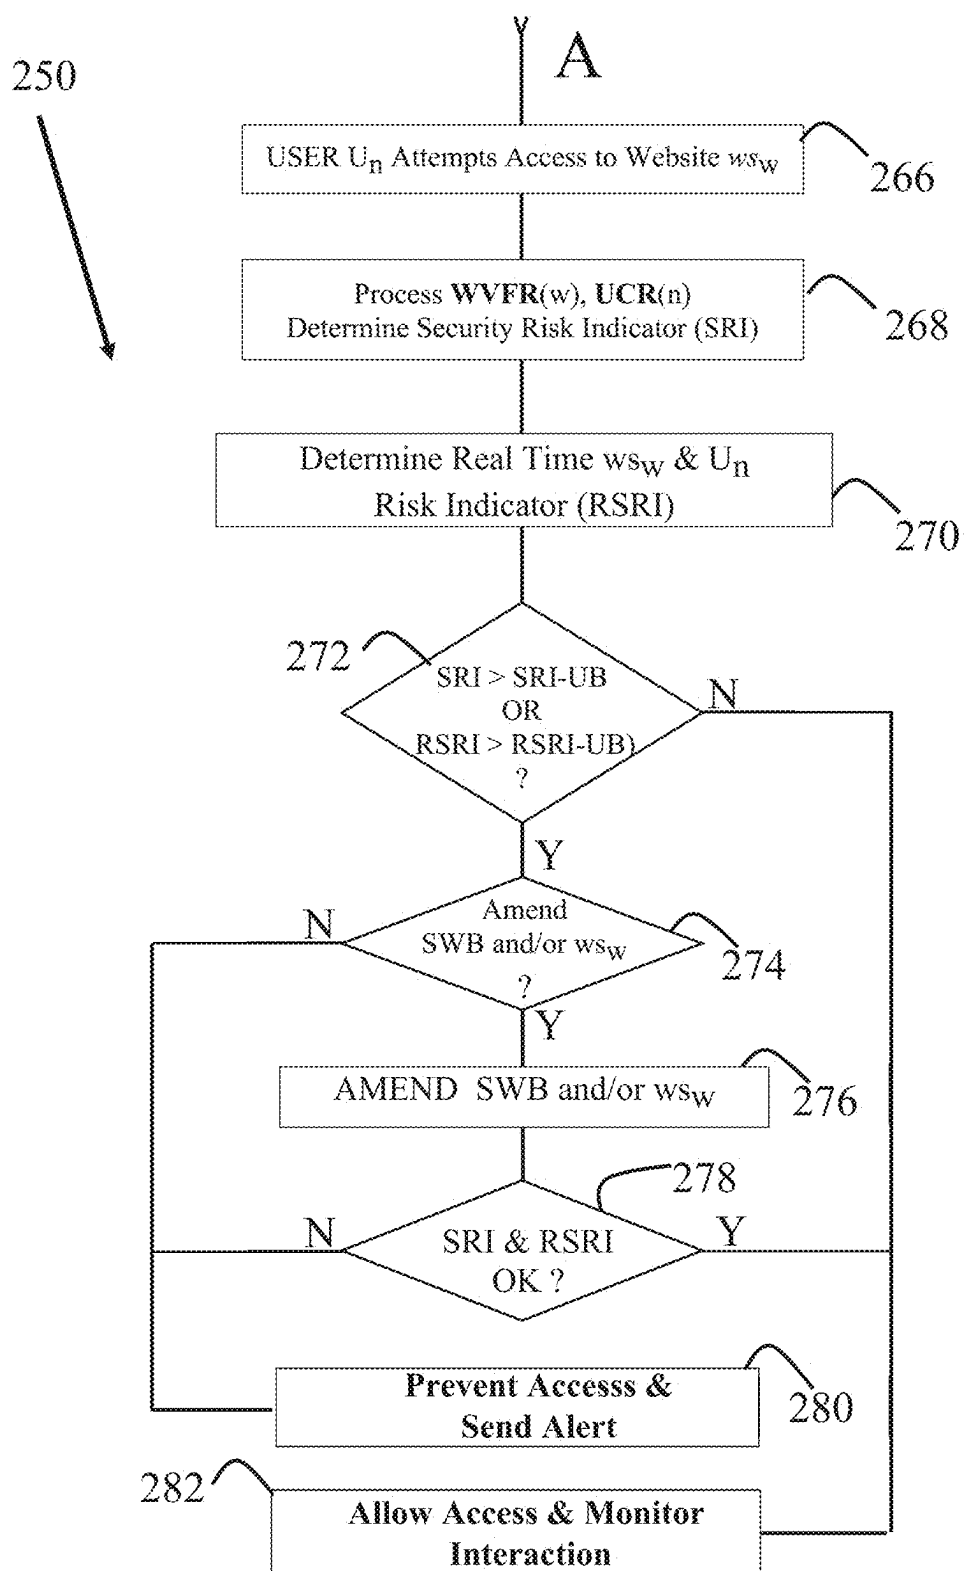 A
250
USER Un Attempts Access to Website wsw
266
Process WVFR(w), UCR(n)
Determine Security Risk Indicator (SRI)
268
Determine Real Time wsw & Un
Risk Indicator (RSRI)
270
272
SRI > SRI-UB
OR
RSRI > RSRI-UB)
?
N
Y
N
Amend
SWB and/or wsw
?
274
Y
AMEND SWB and/or wsw
276
278
N
SRI & RSRI
OK ?
Y
Prevent Accesss &
Send Alert
280
282
Allow Access & Monitor
Interaction